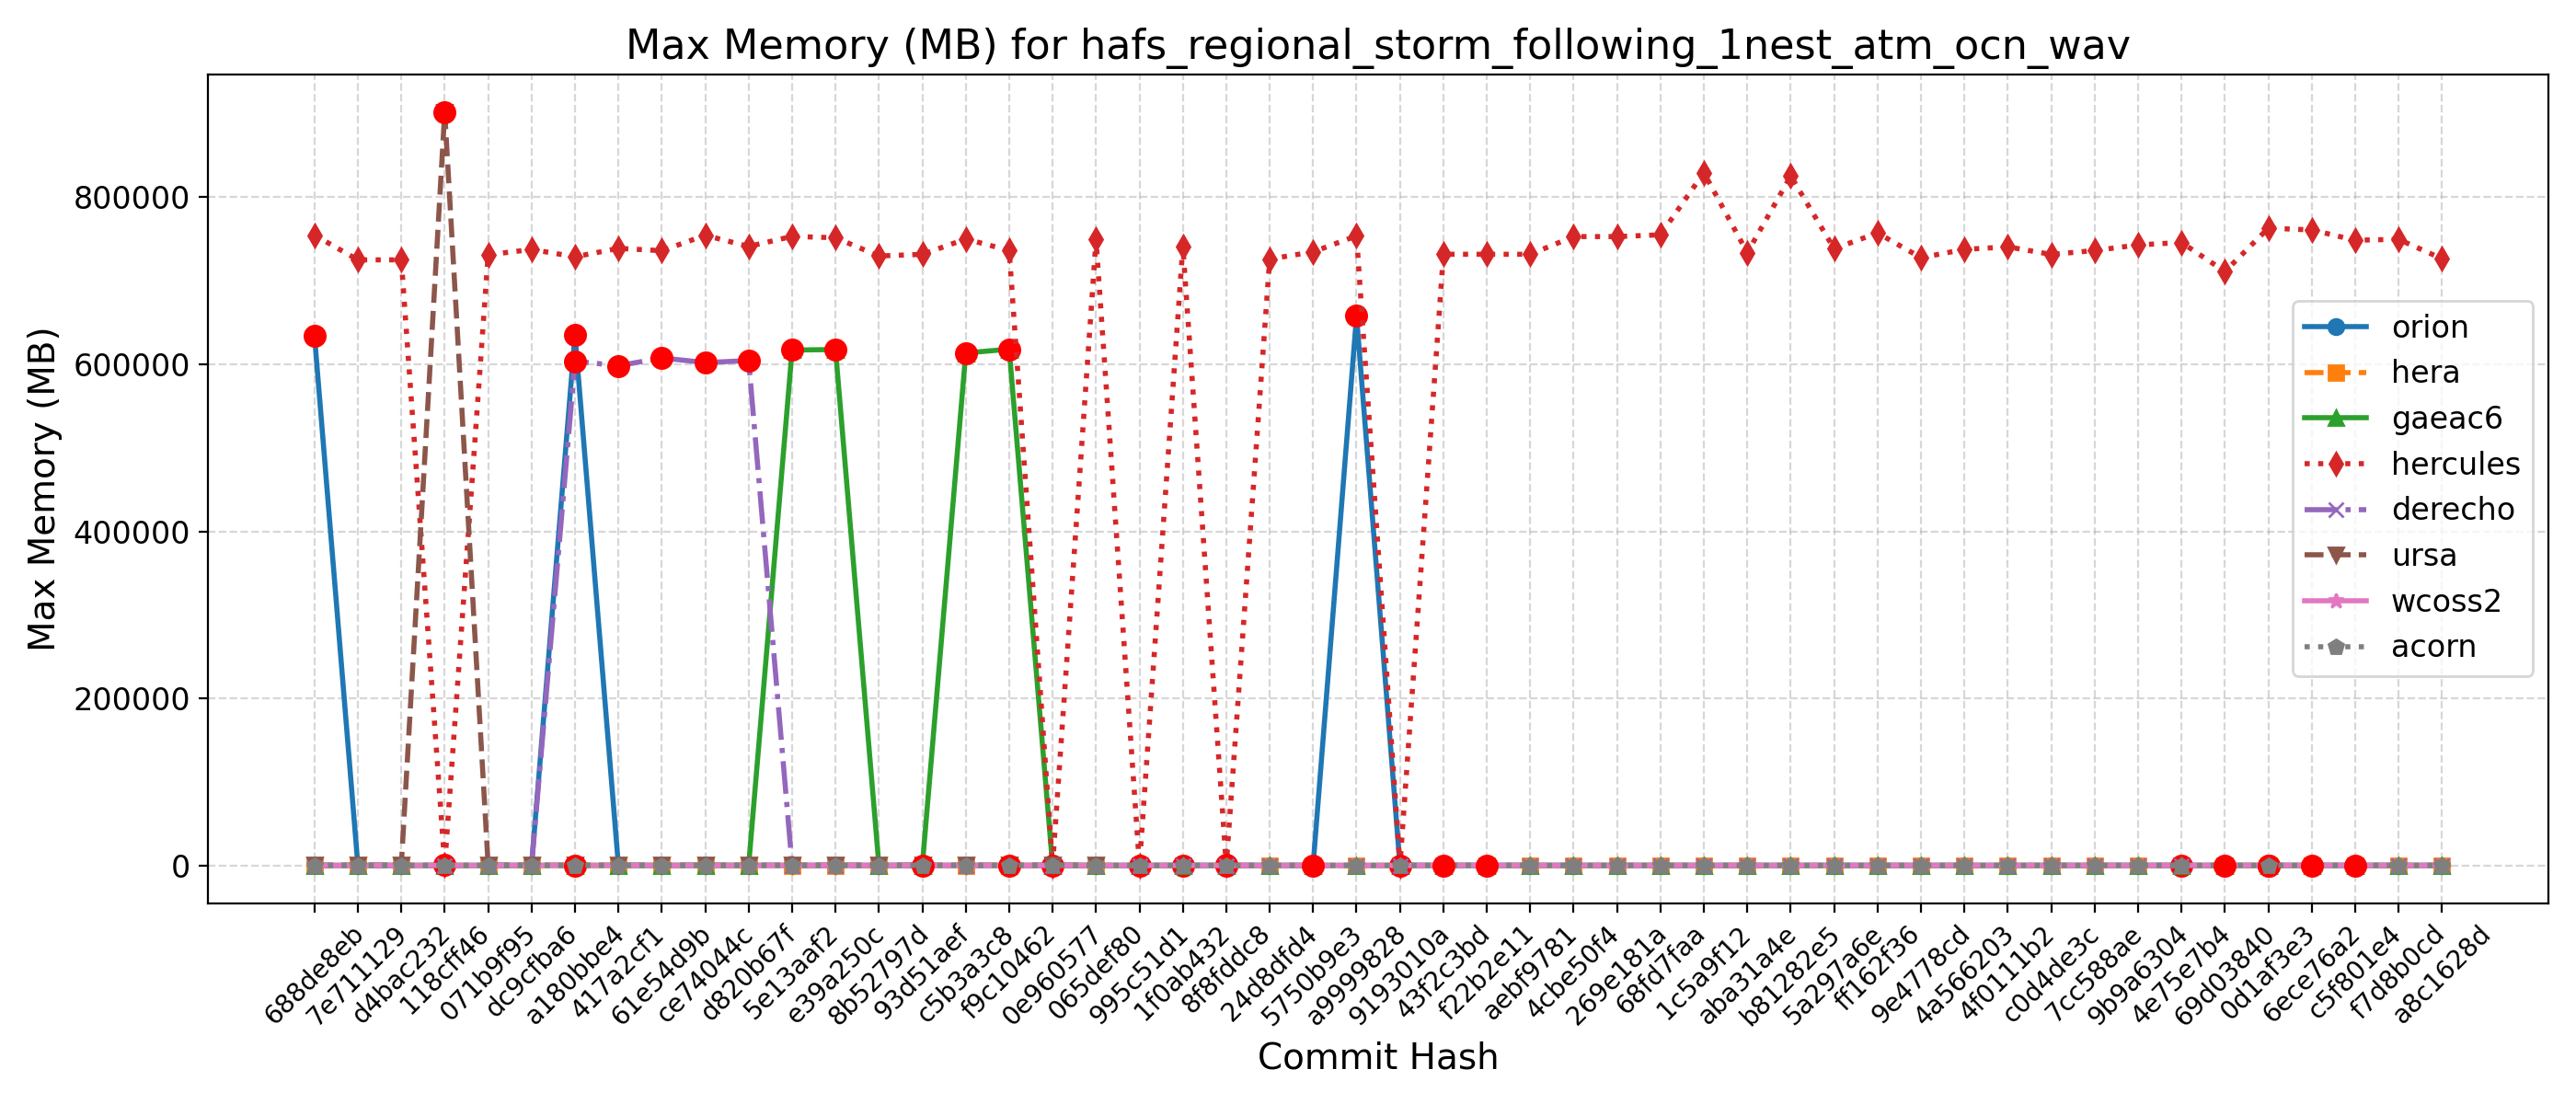 Max Memory (MB) for hafs_regional_storm_following_1nest_atm_ocn_wav
Max Memory (MB)
800000
600000
400000
200000
0
orion
hera
gaeac6
hercules
derecho
ursa
wcoss2
acorn
688de8eb
7e711129
d4bac232
118cff46
071b9f95
dc9cfba6
a180bbe4
417a2cf1
61e54d9b
ce74044c
d820b67f
5e13aaf2
e39a250c
8b52797d
93d51aef
c5b3a3c8
f9c10462
0e960577
065def80
995c51d1
1f0ab432
8f8fddc8
24d8dfd4
5750b9e3
a9999828
9193010a
43f2c3bd
f22b2e11
aebf9781
4cbe50f4
269e181a
68fd7faa
1c5a9f12
aba31a4e
b81282e5
5a297a6e
ff162f36
9e4778cd
4a566203
4f0111b2
c0d4de3c
7cc588ae
9b9a6304
4e75e7b4
69d03840
0d1af3e3
6ece76a2
c5f801e4
f7d8b0cd
a8c1628d
Commit Hash